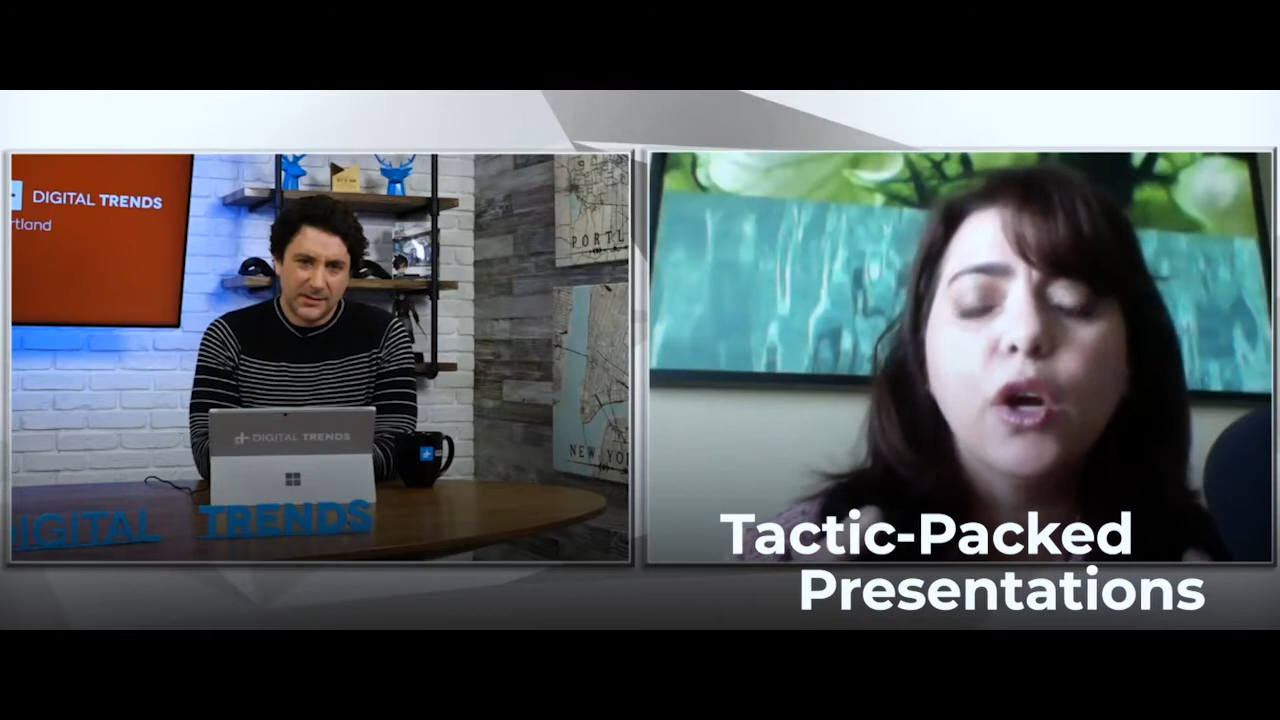 DIGITAL TRENDS
rtland
PORTL
NEW YO
DIGITAL TRENDS
DIGITAL TRENDS
Tactic-Packed
Presentations